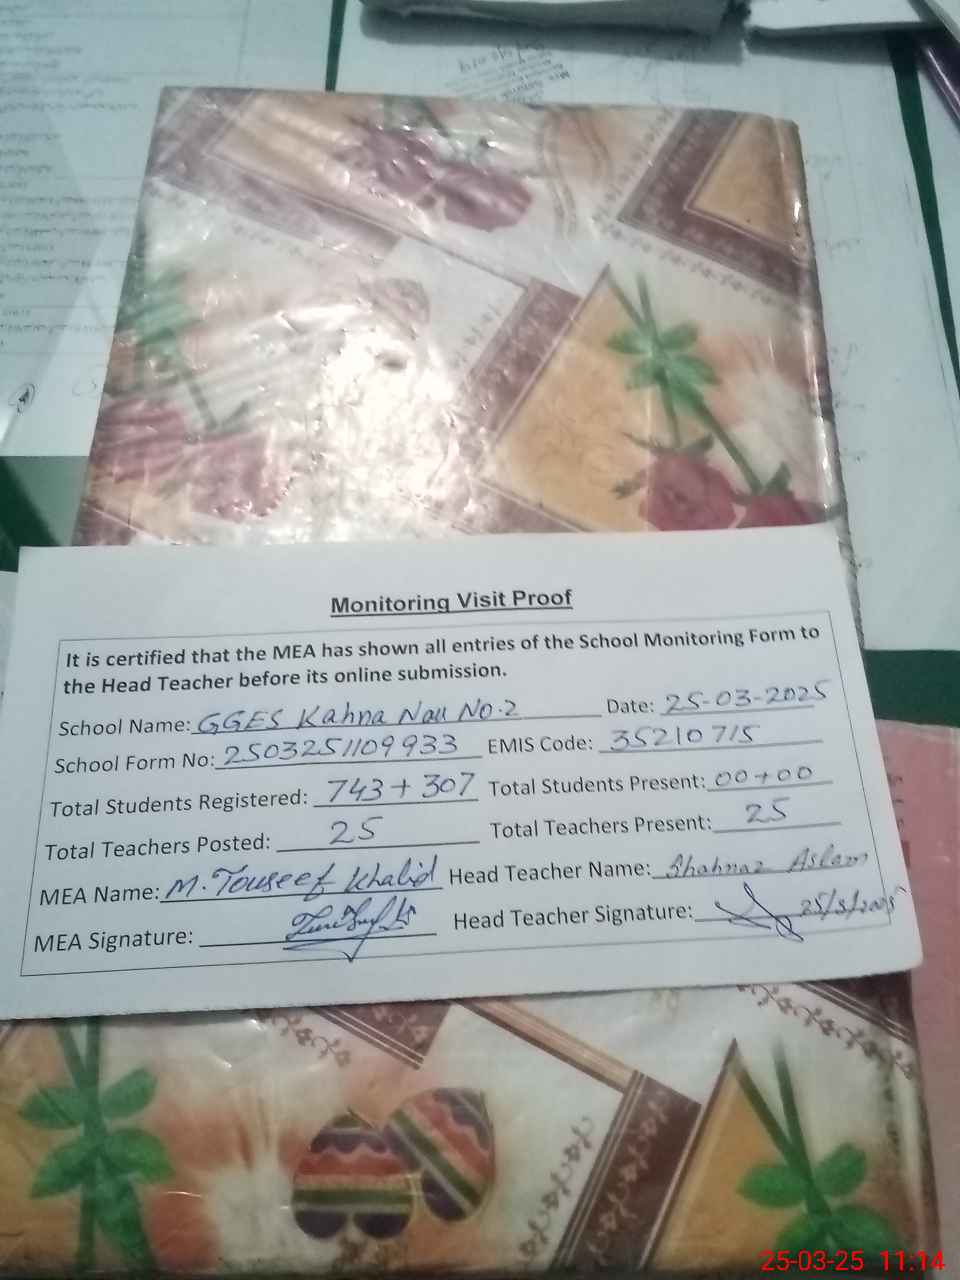 Monitoring Visit Proof
It is certified that the MEA has shown all entries of the School Monitoring Form to
the Head Teacher before its online submission.
School Name: GGES Kahna Nau No.2 Date: 25-03-2025
School Form No: 2503251109933 EMIS Code: 35210715
Total Students Registered: 743+307 Total Students Present: 00+00
Total Teachers Posted: 25 Total Teachers Present: 25
MEA Name: M. Touseef Khalid Head Teacher Name: Shahnaz Aslam
MEA Signature: Head Teacher Signature: 25/3/2025
25-03-25 11:14